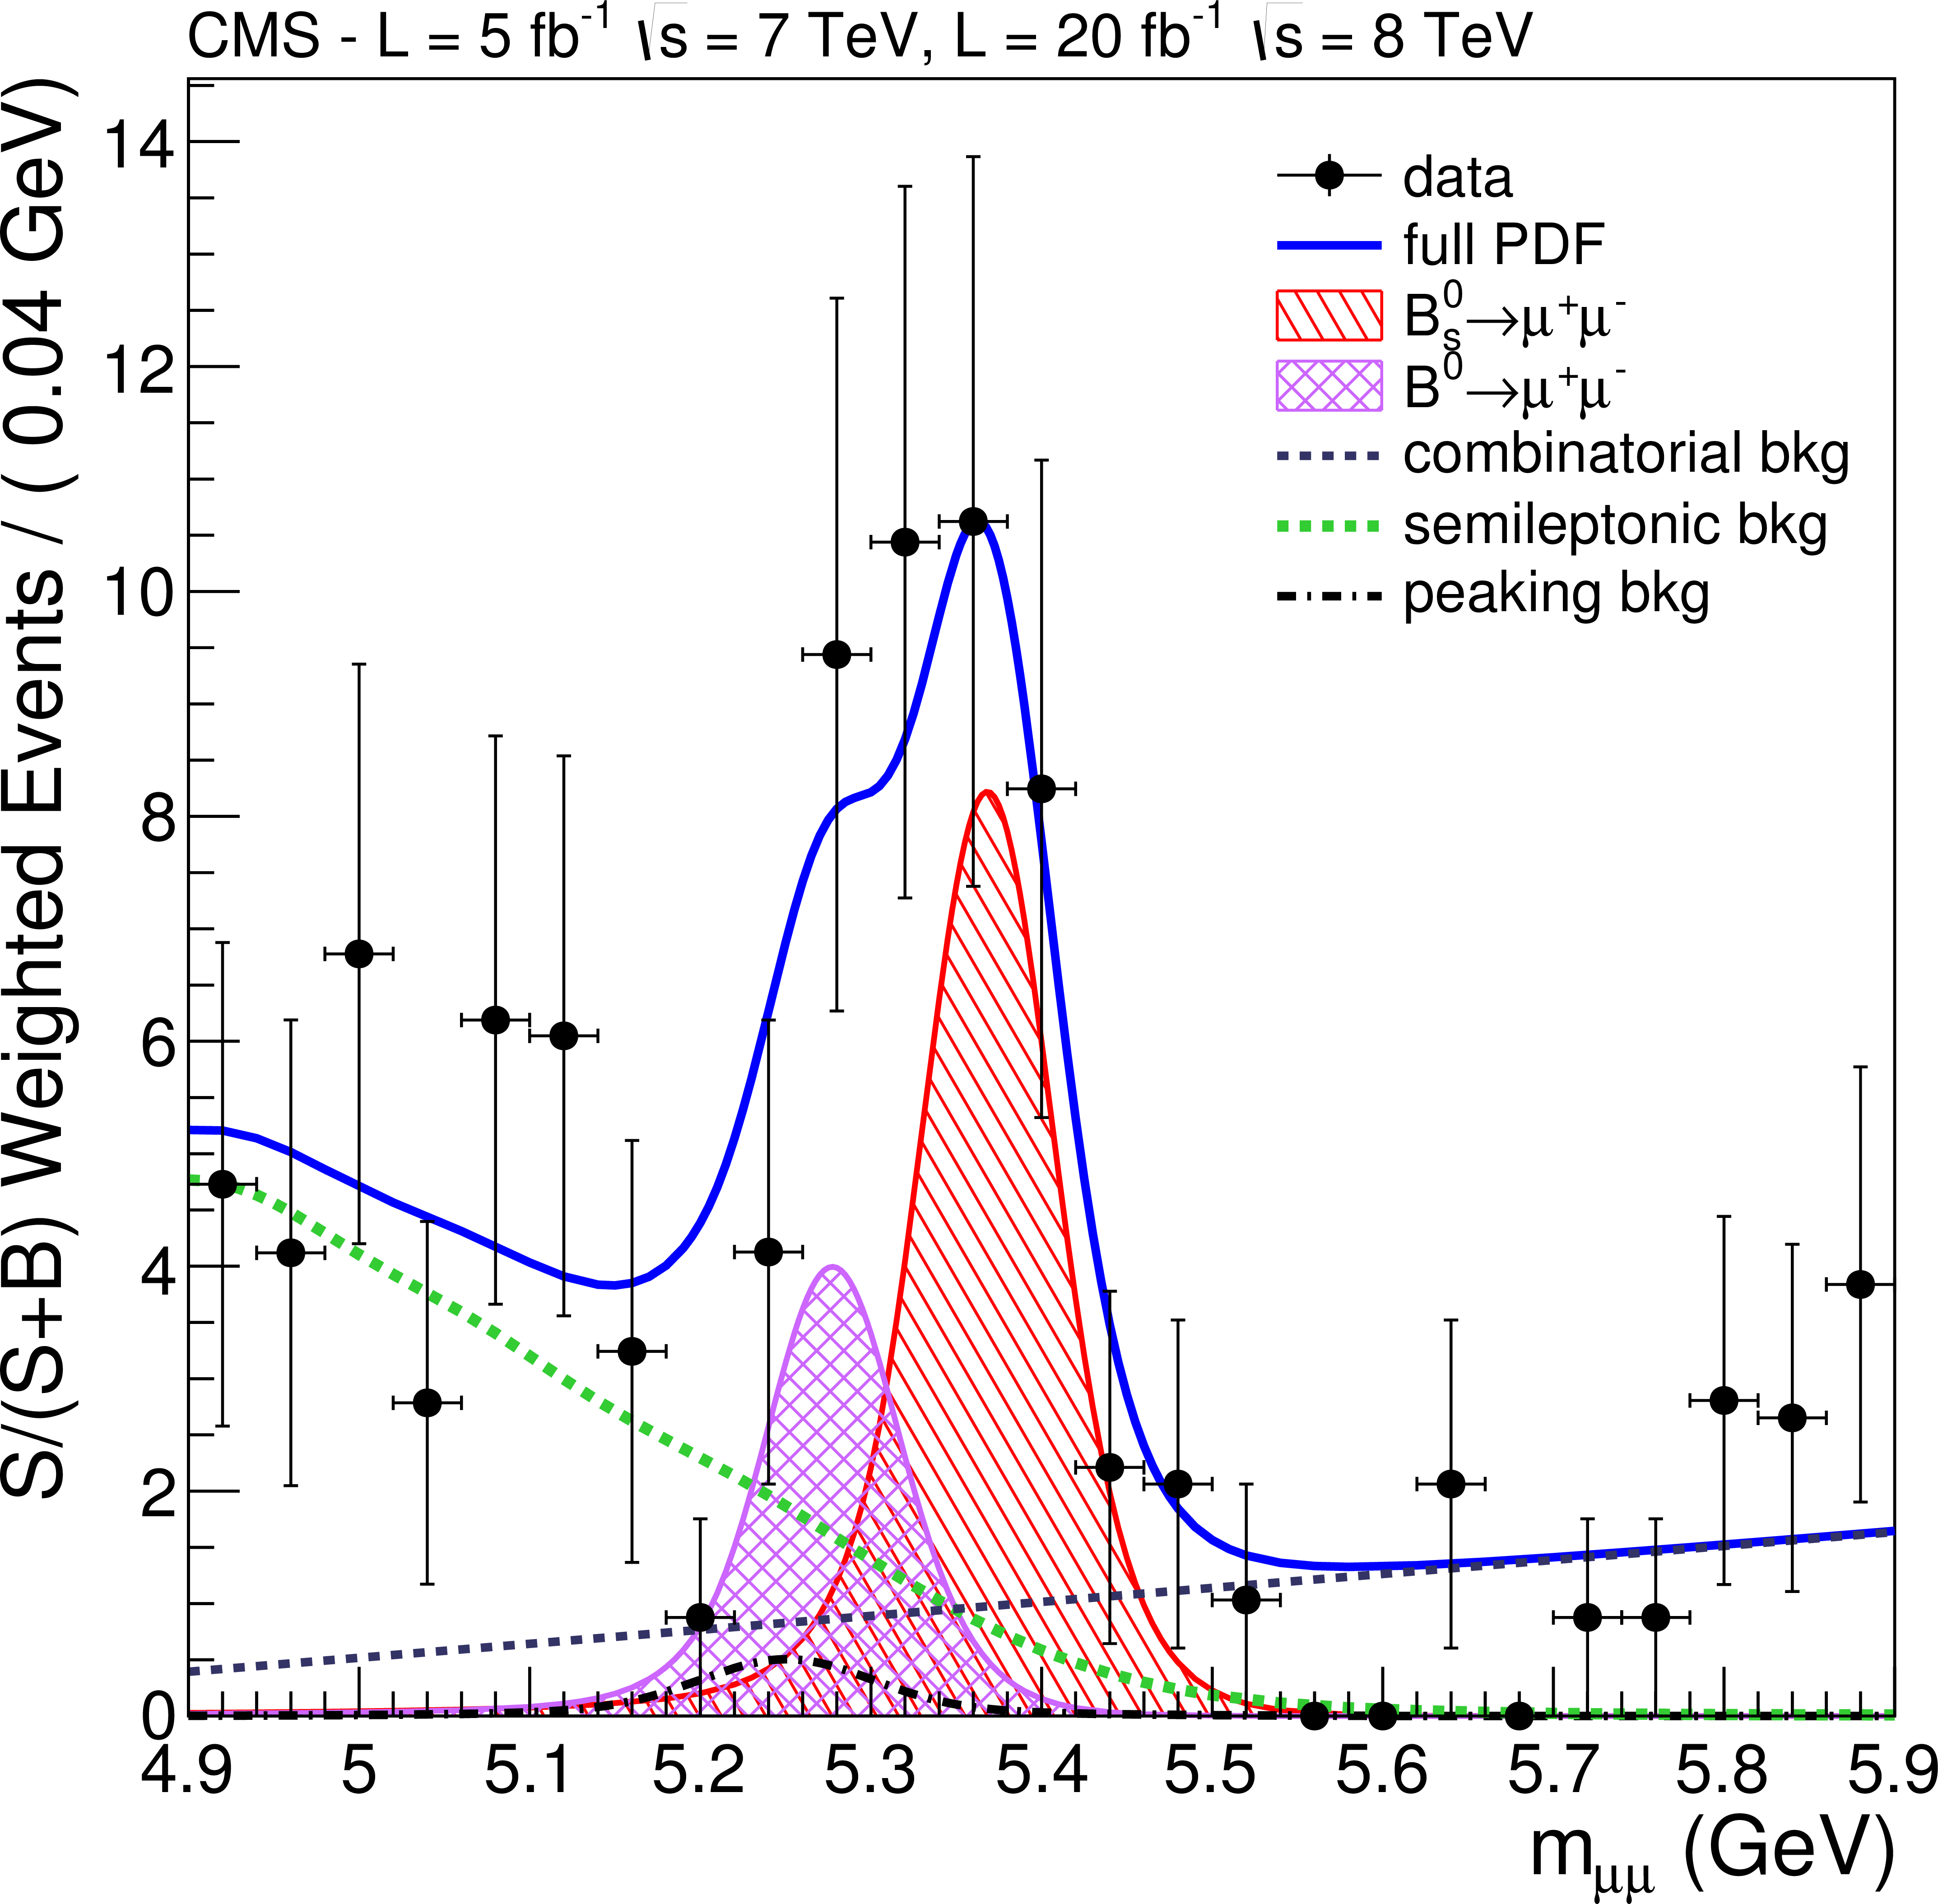 CMS - L = 5 fb⁻¹ √s = 7 TeV, L = 20 fb⁻¹ √s = 8 TeV
S/(S+B) Weighted Events / ( 0.04 GeV)
14
12
10
8
6
4
2
0
data
full PDF
B⁰ₛ→μ⁺μ⁻
B⁰→μ⁺μ⁻
combinatorial bkg
semileptonic bkg
peaking bkg
4.9 5 5.1 5.2 5.3 5.4 5.5 5.6 5.7 5.8 5.9
m_μμ (GeV)